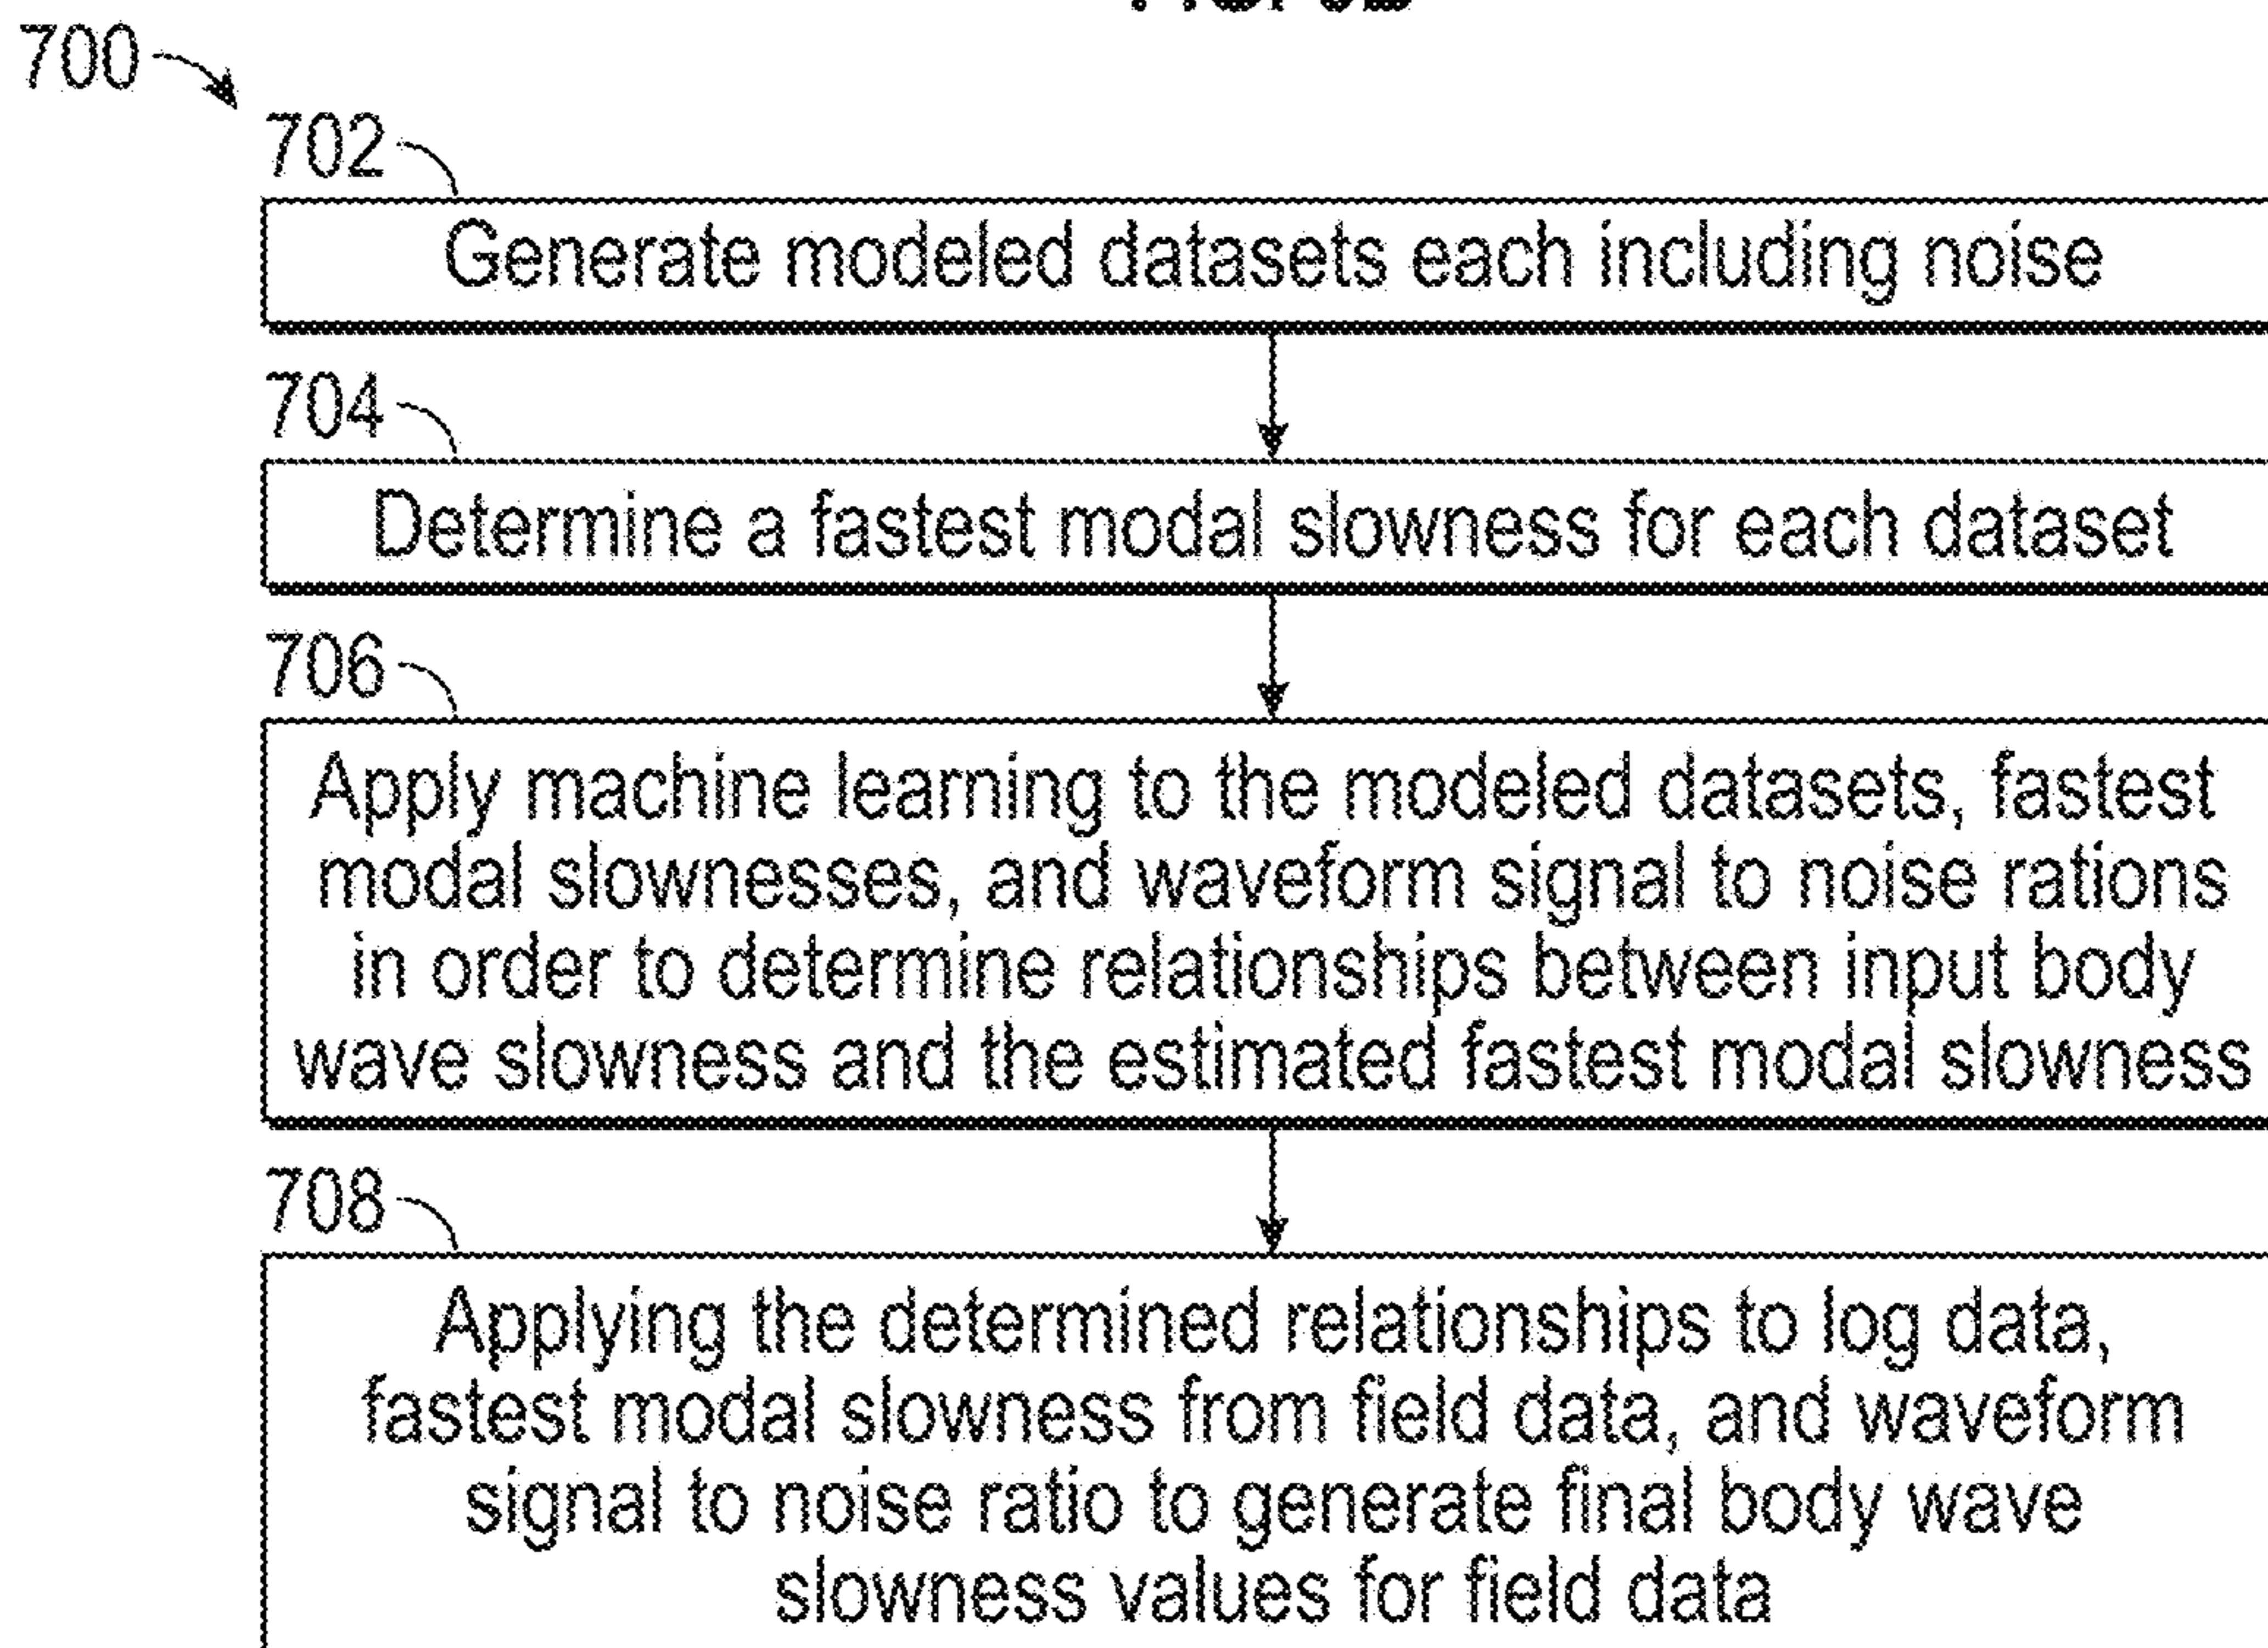 700
702
Generate modeled datasets each including noise
704
Determine a fastest modal slowness for each dataset
706
Apply machine learning to the modeled datasets, fastest
modal slownesses, and waveform signal to noise rations
in order to determine relationships between input body
wave slowness and the estimated fastest modal slowness
708
Applying the determined relationships to log data,
fastest modal slowness from field data, and waveform
signal to noise ratio to generate final body wave
slowness values for field data